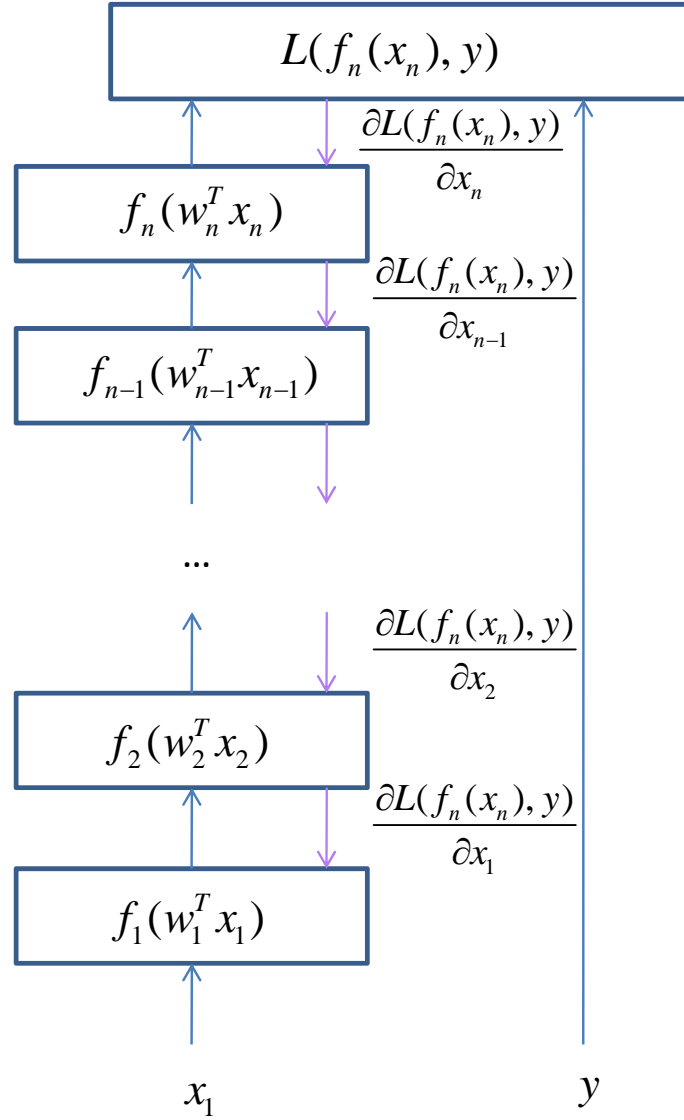 L(f_n(x_n), y)
∂L(f_n(x_n), y)
∂x_n
f_n(w_n^T x_n)
∂L(f_n(x_n), y)
∂x_{n-1}
f_{n-1}(w_{n-1}^T x_{n-1})
...
∂L(f_n(x_n), y)
∂x_2
f_2(w_2^T x_2)
∂L(f_n(x_n), y)
∂x_1
f_1(w_1^T x_1)
x_1 y